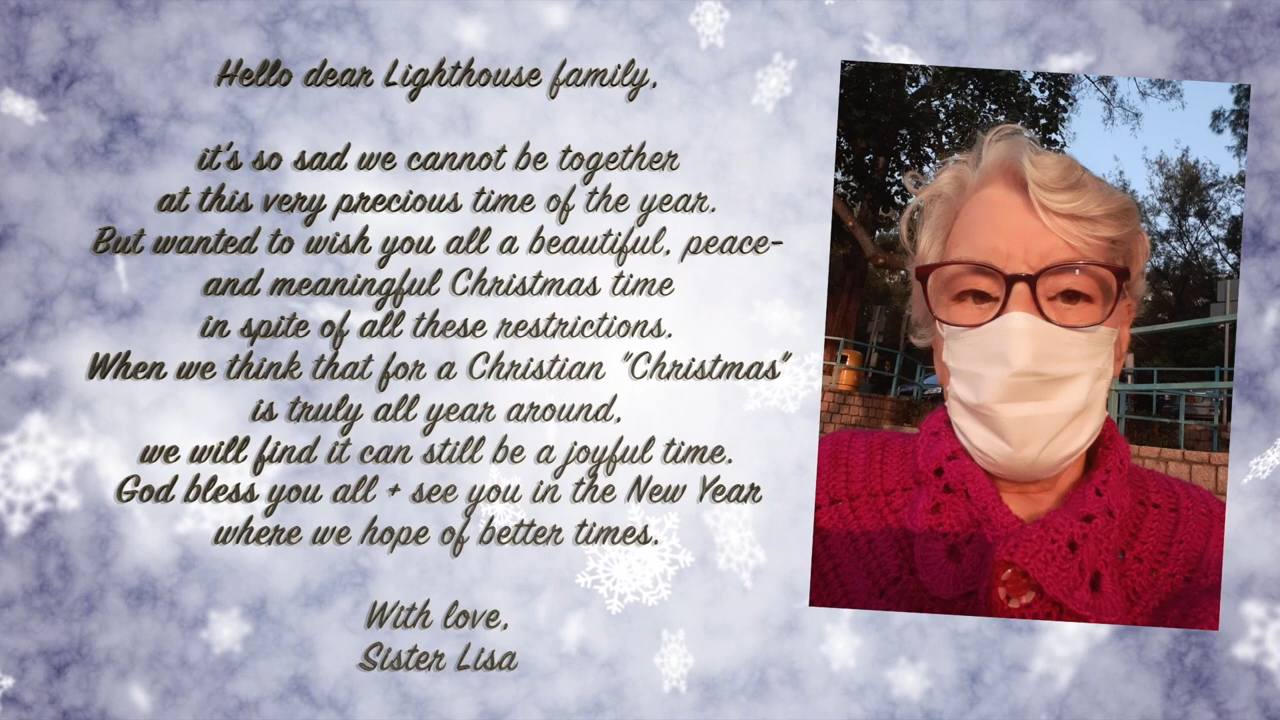 Hello dear Lighthouse family,
it's so sad we cannot be together
at this very precious time of the year.
But wanted to wish you all a beautiful, peace-
and meaningful Christmas time
in spite of all these restrictions.
When we think that for a Christian "Christmas"
is truly all year around,
we will find it can still be a joyful time.
God bless you all + see you in the New Year
where we hope of better times.
With love,
Sister Lisa